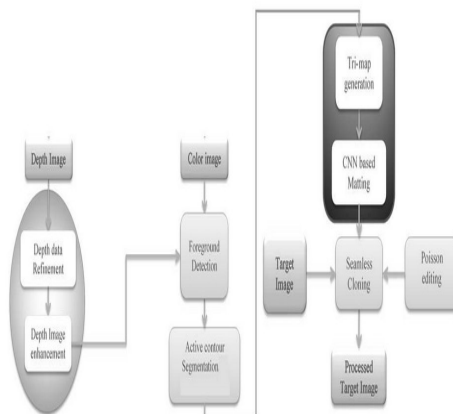 Depth Image
Depth data
Refinement
Depth Image
enhancement
Color image
Foreground
Detection
Active contour
Segmentation
Tri-map
generation
CNN based
Matting
Target
Image
Seamless
Cloning
Poisson
editing
Processed
Target Image